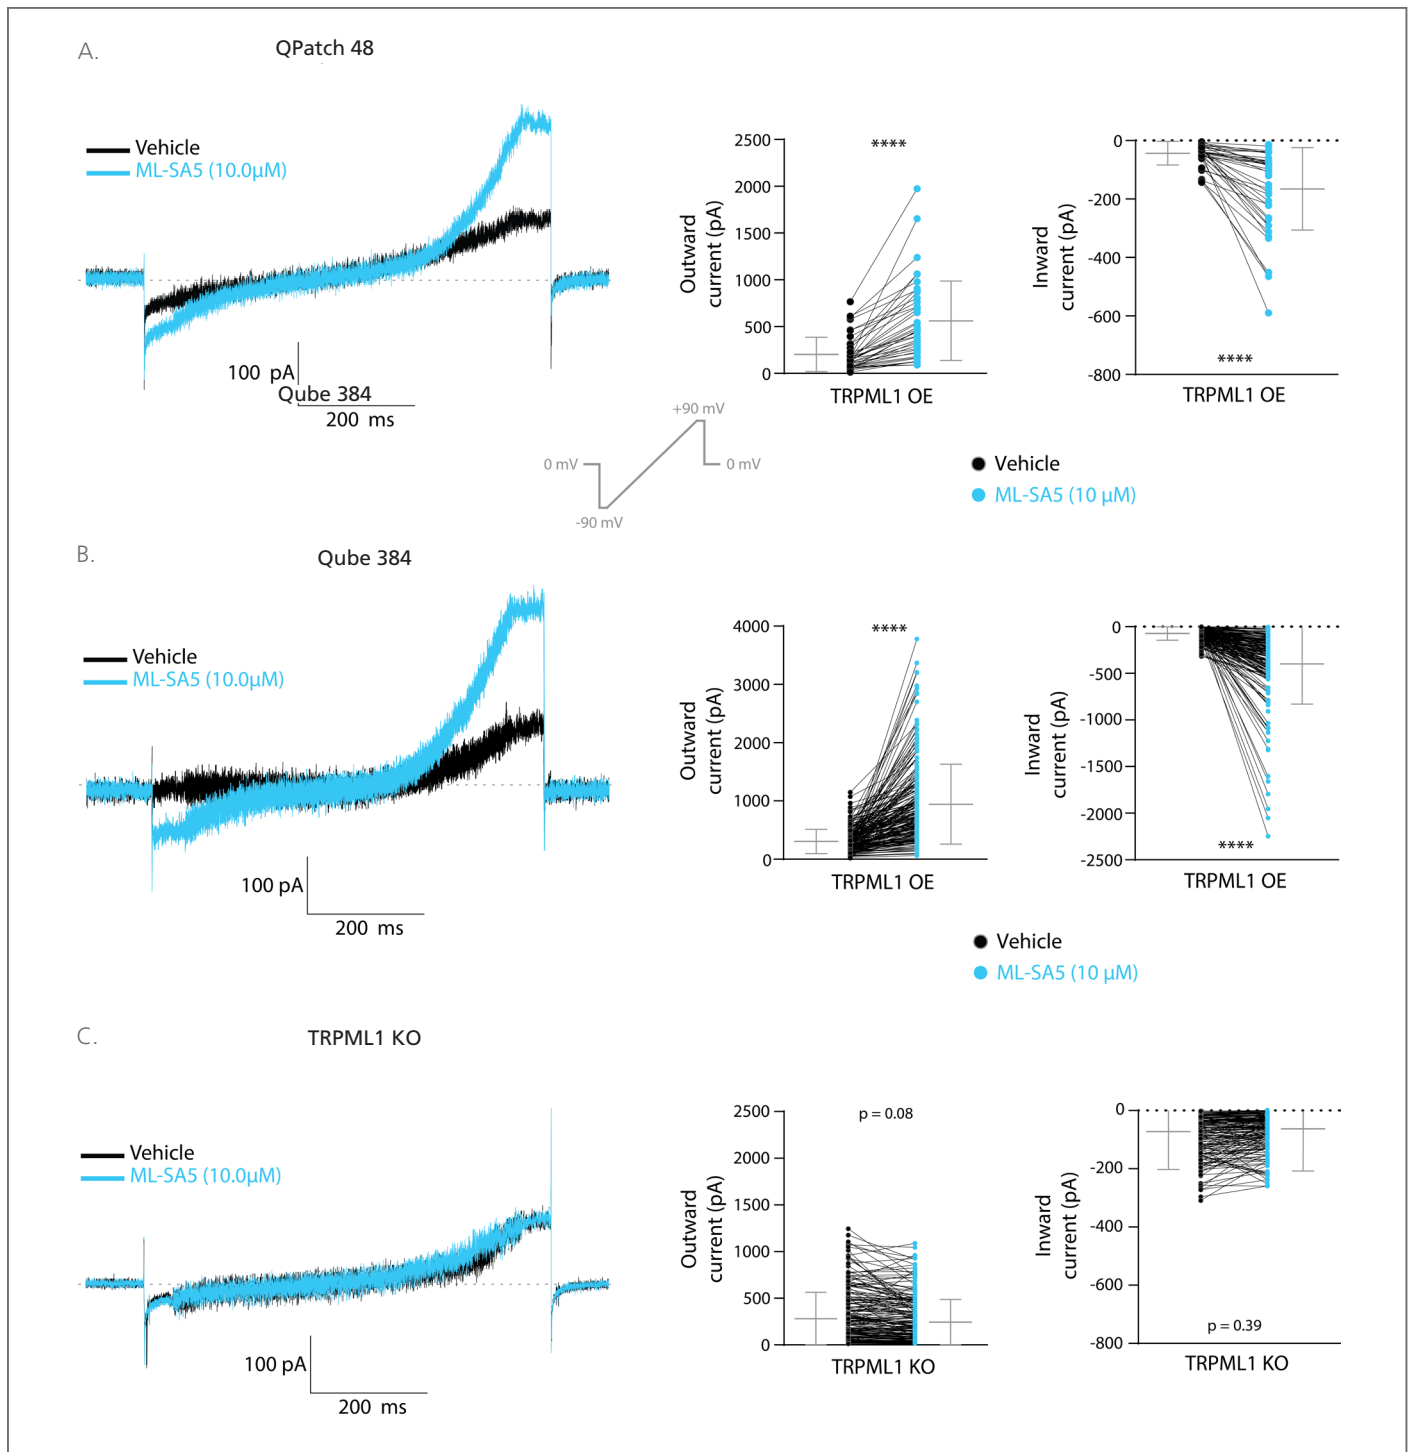 A.
QPatch 48
Vehicle
ML-SA5 (10.0µM)
100 pA
Qube 384
200 ms
2500
2000
1500
1000
500
0
Outward
current (pA)
****
TRPML1 OE
0
-200
-400
-600
-800
Inward
current (pA)
****
TRPML1 OE
0 mV
-90 mV
+90 mV
0 mV
Vehicle
ML-SA5 (10 µM)
B.
Qube 384
Vehicle
ML-SA5 (10.0µM)
100 pA
200 ms
4000
3000
2000
1000
0
Outward
current (pA)
****
TRPML1 OE
0
-500
-1000
-1500
-2000
-2500
Inward
current (pA)
****
TRPML1 OE
Vehicle
ML-SA5 (10 µM)
C.
TRPML1 KO
Vehicle
ML-SA5 (10.0µM)
100 pA
200 ms
2500
2000
1500
1000
500
0
Outward
current (pA)
p = 0.08
TRPML1 KO
0
-200
-400
-600
-800
Inward
current (pA)
p = 0.39
TRPML1 KO